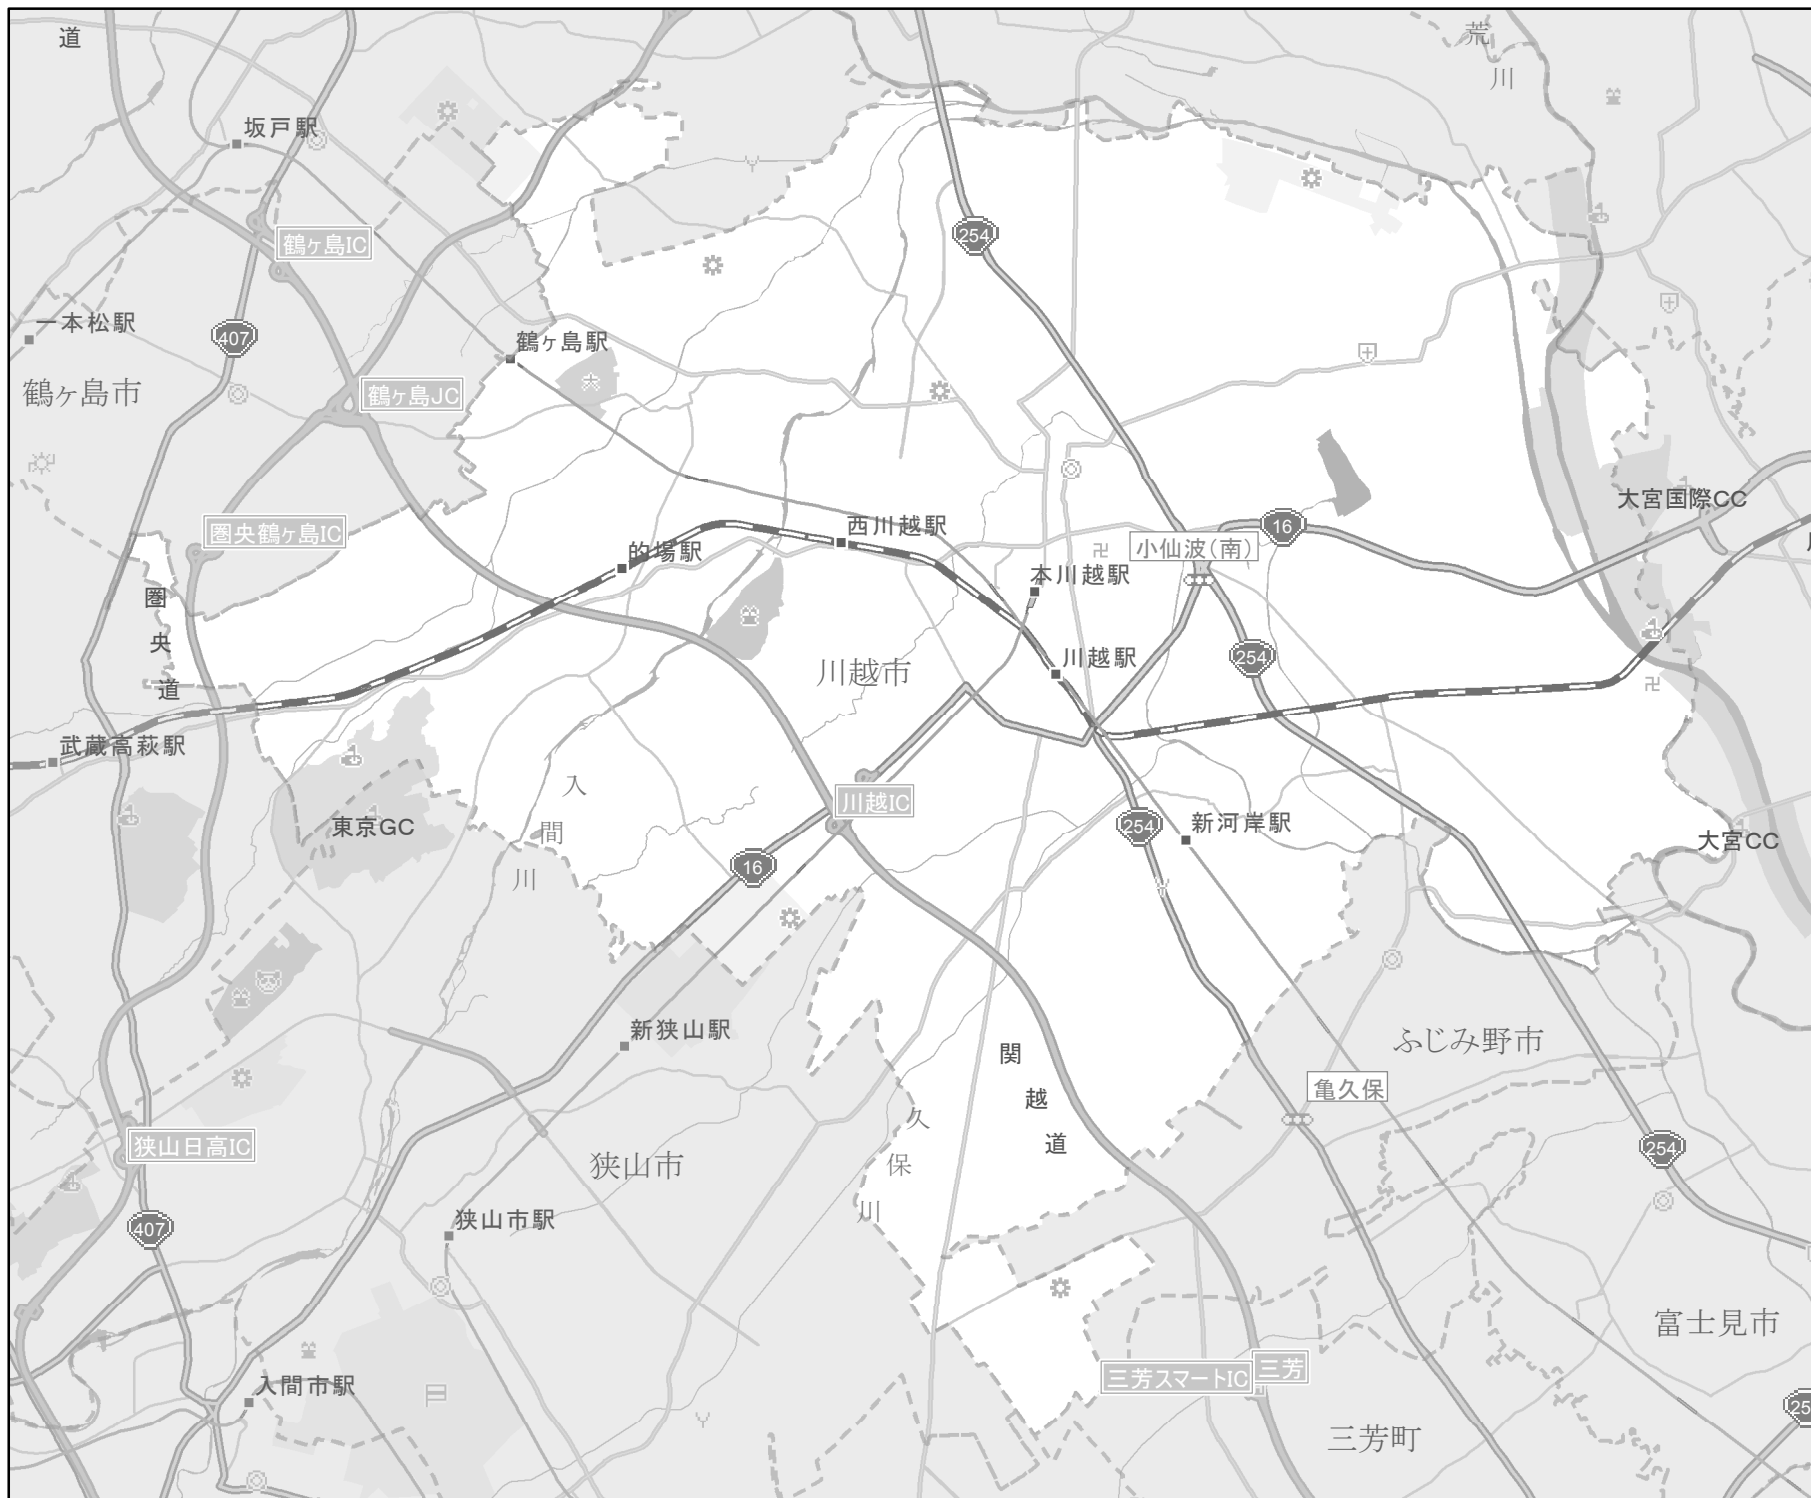 道
荒
川
坂戸駅
鶴ヶ島IC
254
一本松駅
407
鶴ヶ島駅
鶴ヶ島市
鶴ヶ島JC
大宮国際CC
圏央鶴ヶ島IC
的場駅
西川越駅
16
小仙波(南)
本川越駅
圏
央
道
川越市
川越駅
254
武蔵高萩駅
入
間
川
川越IC
東京GC
254
新河岸駅
大宮CC
16
新狭山駅
関
越
道
ふじみ野市
亀久保
久
保
川
狭山日高IC
狭山市
254
407
狭山市駅
富士見市
三芳スマートIC
三芳
入間市駅
三芳町